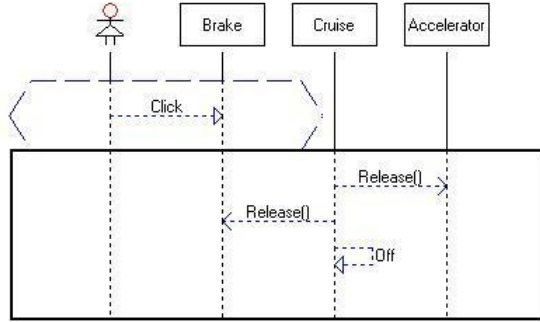 Brake
Cruise
Accelerator
Click
Release()
Release()
Off